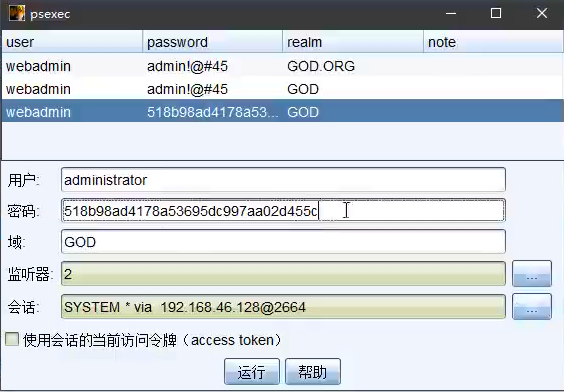 psexec
user password realm note
webadmin admin!@#45 GOD.ORG
webadmin admin!@#45 GOD
webadmin 518b98ad4178a53... GOD
用户: administrator
密码: 518b98ad4178a53695dc997aa02d455c
域: GOD
监听器: 2 ...
会话: SYSTEM * via 192.168.46.128@2664 ...
使用会话的当前访问令牌（access token）
运行 帮助